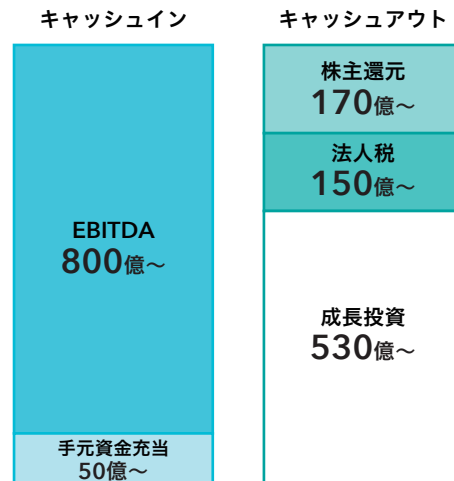 キャッシュイン
キャッシュアウト
EBITDA
800億～
手元資金充当
50億～
株主還元
170億～
法人税
150億～
成長投資
530億～